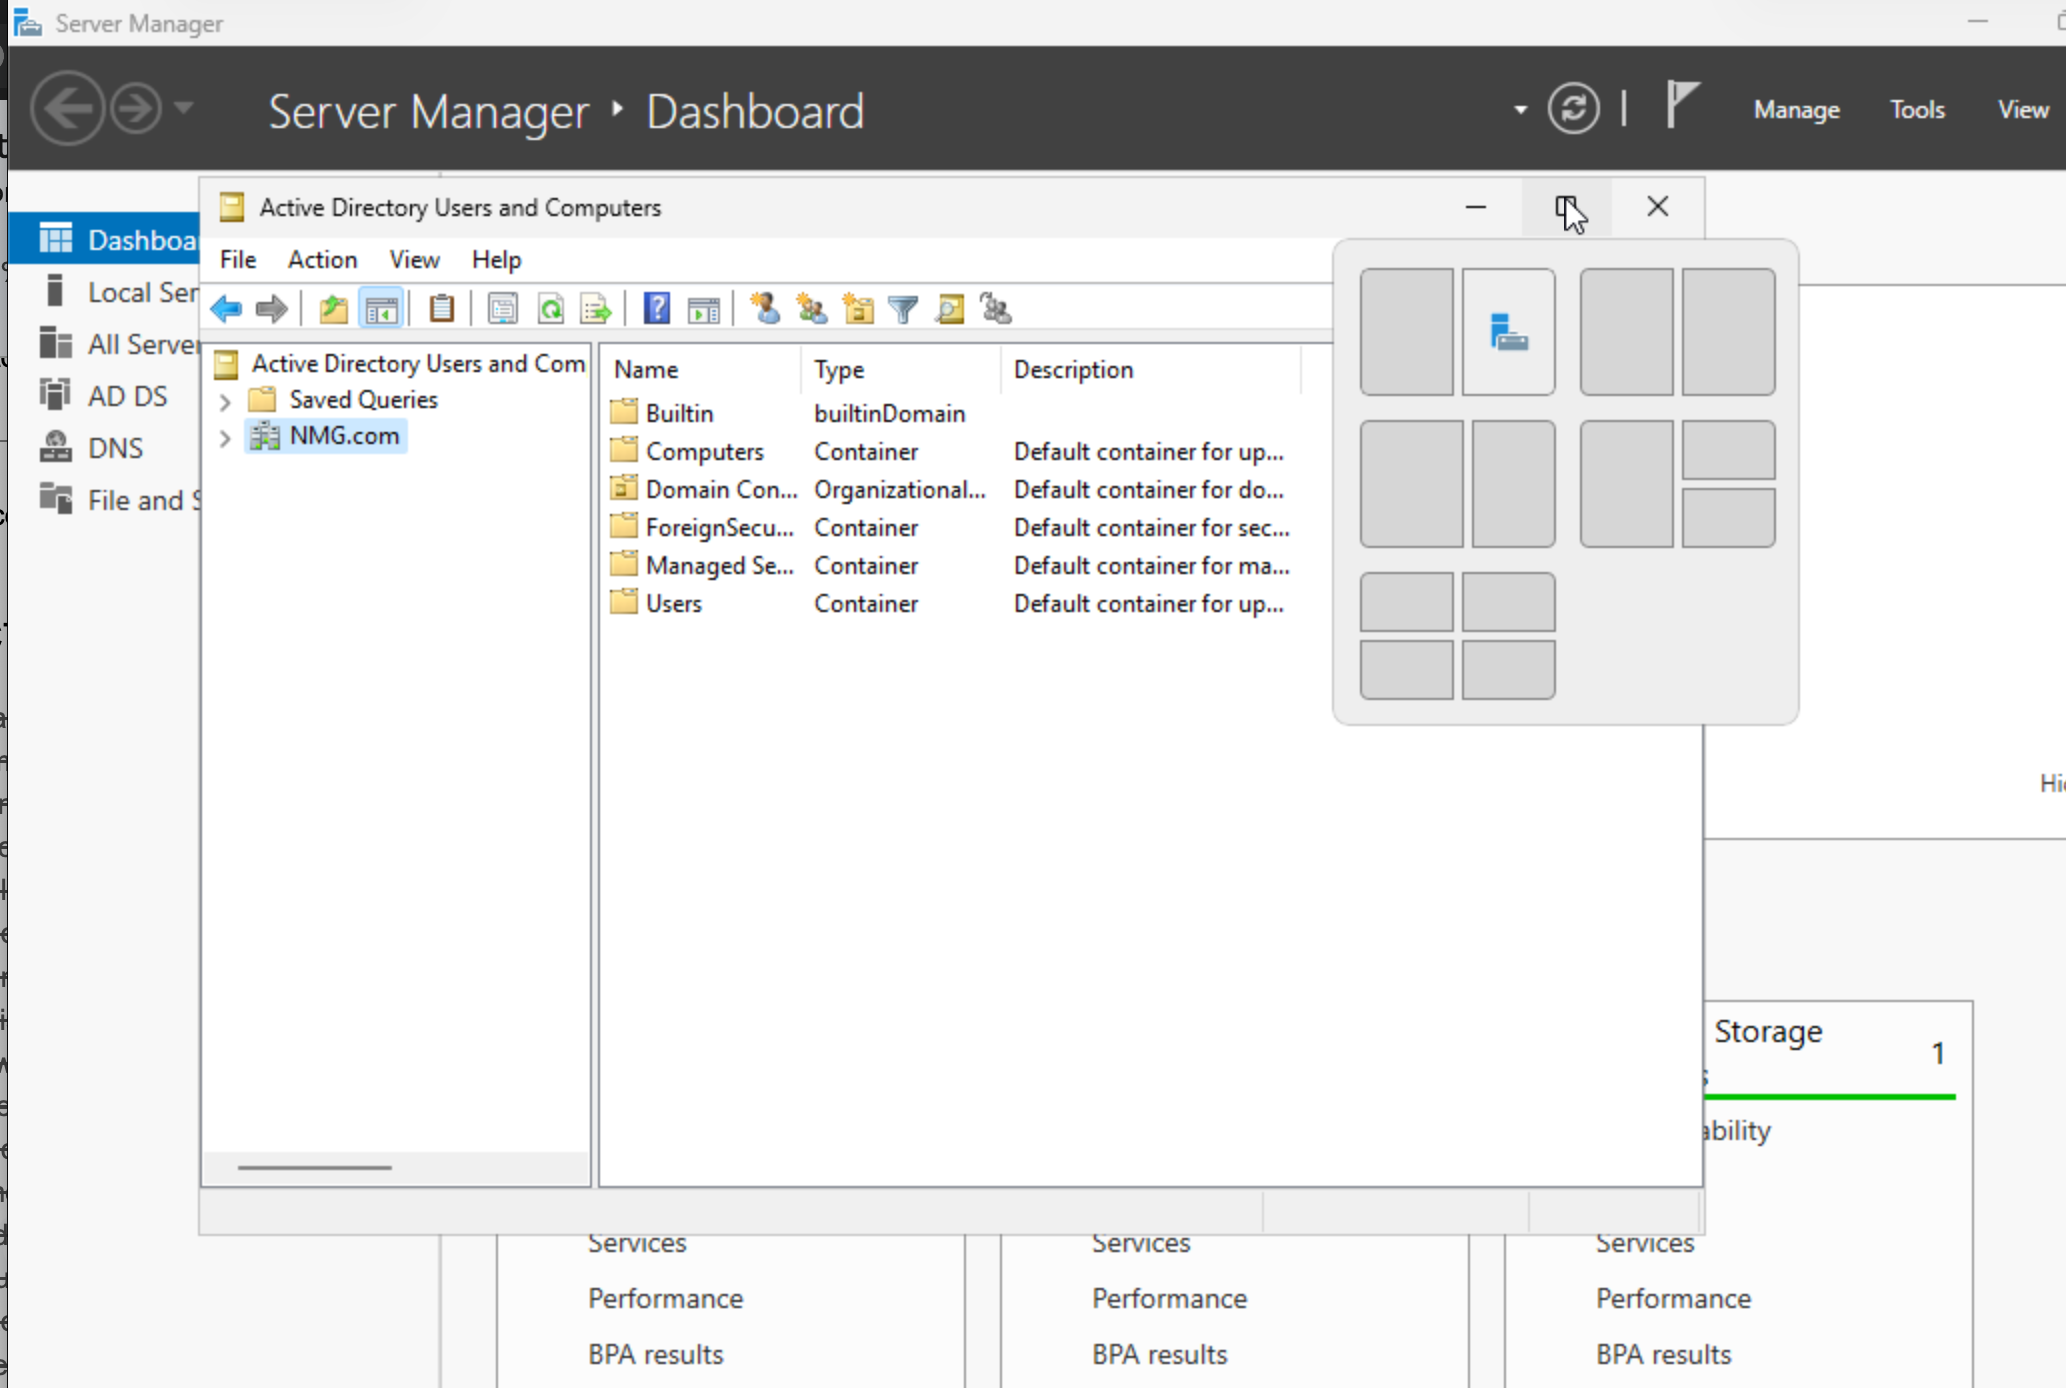 Server Manager
Server Manager ‣ Dashboard
Manage Tools View
Active Directory Users and Computers
File Action View Help
Dashboa
Local Ser
All Server
AD DS
DNS
File and S
Active Directory Users and Com
Saved Queries
NMG.com
Name Type Description
Builtin builtinDomain
Computers Container Default container for up...
Domain Con... Organizational... Default container for do...
ForeignSecu... Container Default container for sec...
Managed Se... Container Default container for ma...
Users Container Default container for up...
Storage 1
ability
Services Services Services
Performance Performance Performance
BPA results BPA results BPA results